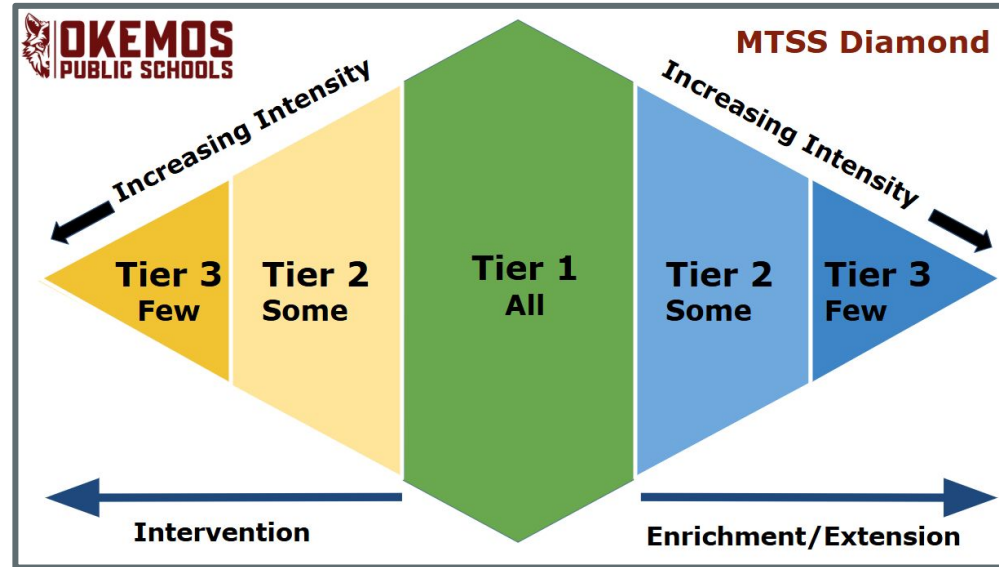 OKEMOS
PUBLIC SCHOOLS
MTSS Diamond
Increasing Intensity
Increasing Intensity
Tier 3
Few
Tier 2
Some
Tier 1
All
Tier 2
Some
Tier 3
Few
Intervention
Enrichment/Extension